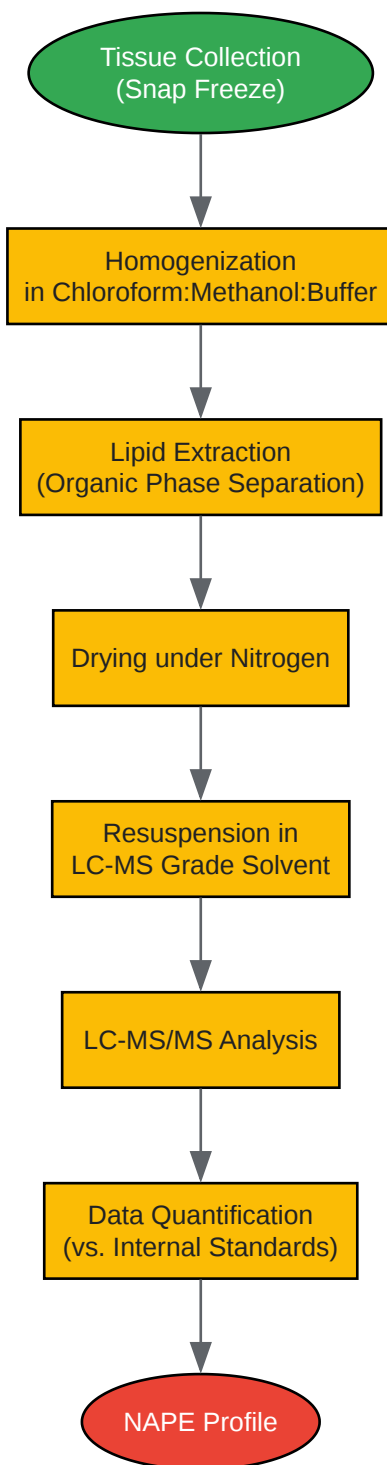 Tissue Collection
(Snap Freeze)
Homogenization
in Chloroform:Methanol:Buffer
Lipid Extraction
(Organic Phase Separation)
Drying under Nitrogen
Resuspension in
LC-MS Grade Solvent
LC-MS/MS Analysis
Data Quantification
(vs. Internal Standards)
NAPE Profile